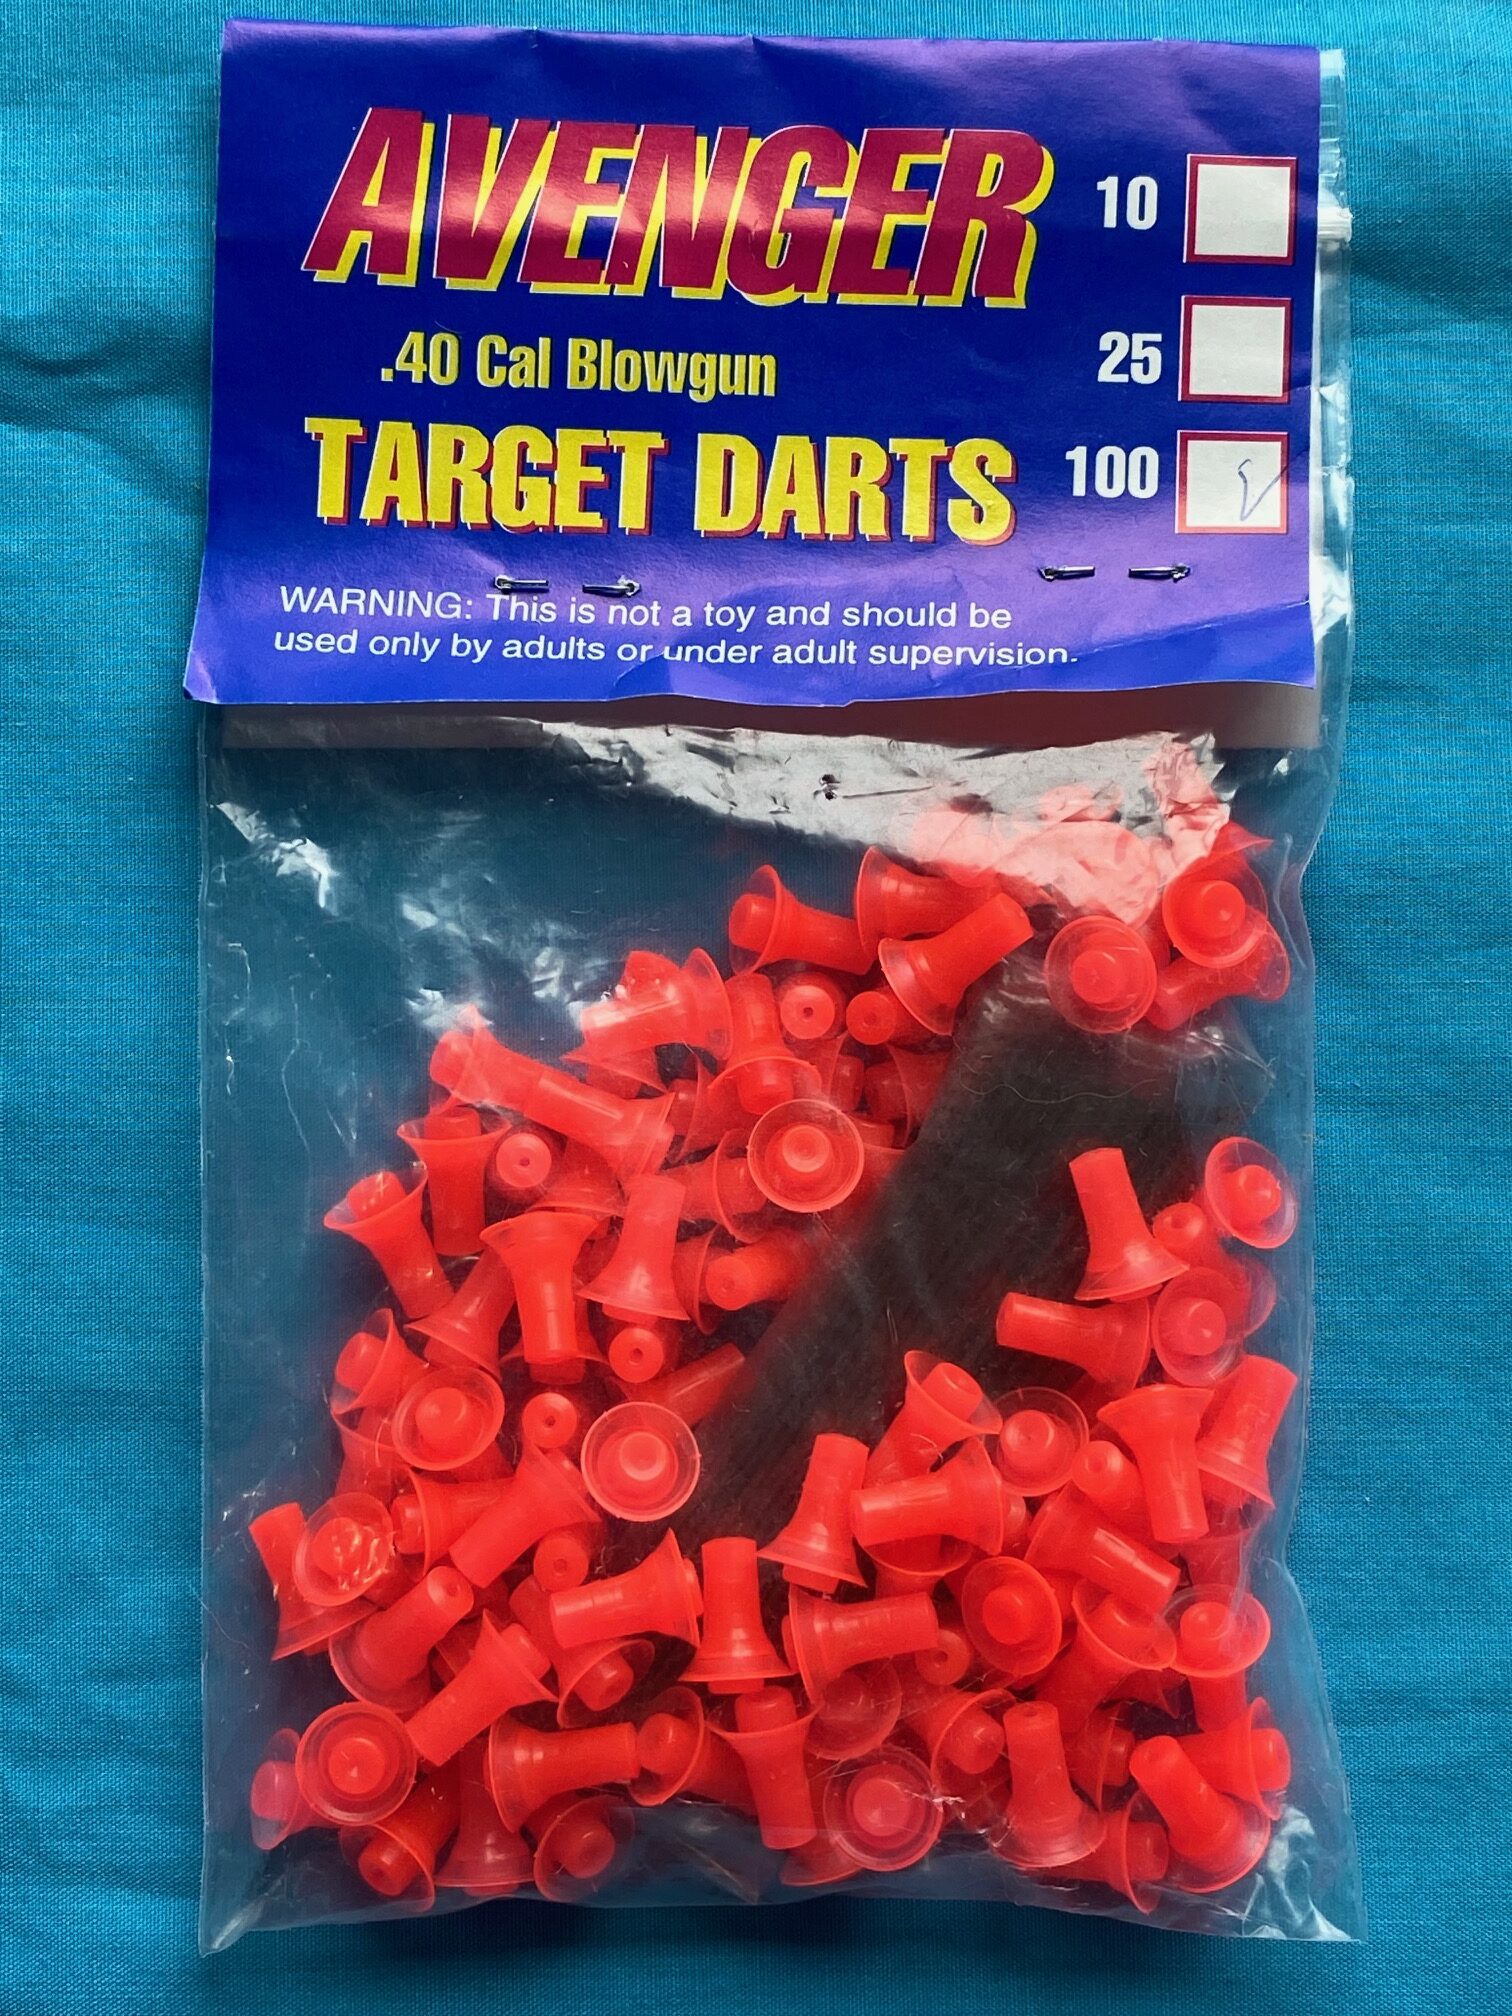 AVENGER
.40 Cal Blowgun
TARGET DARTS
10
25
100
WARNING: This is not a toy and should be
used only by adults or under adult supervision.